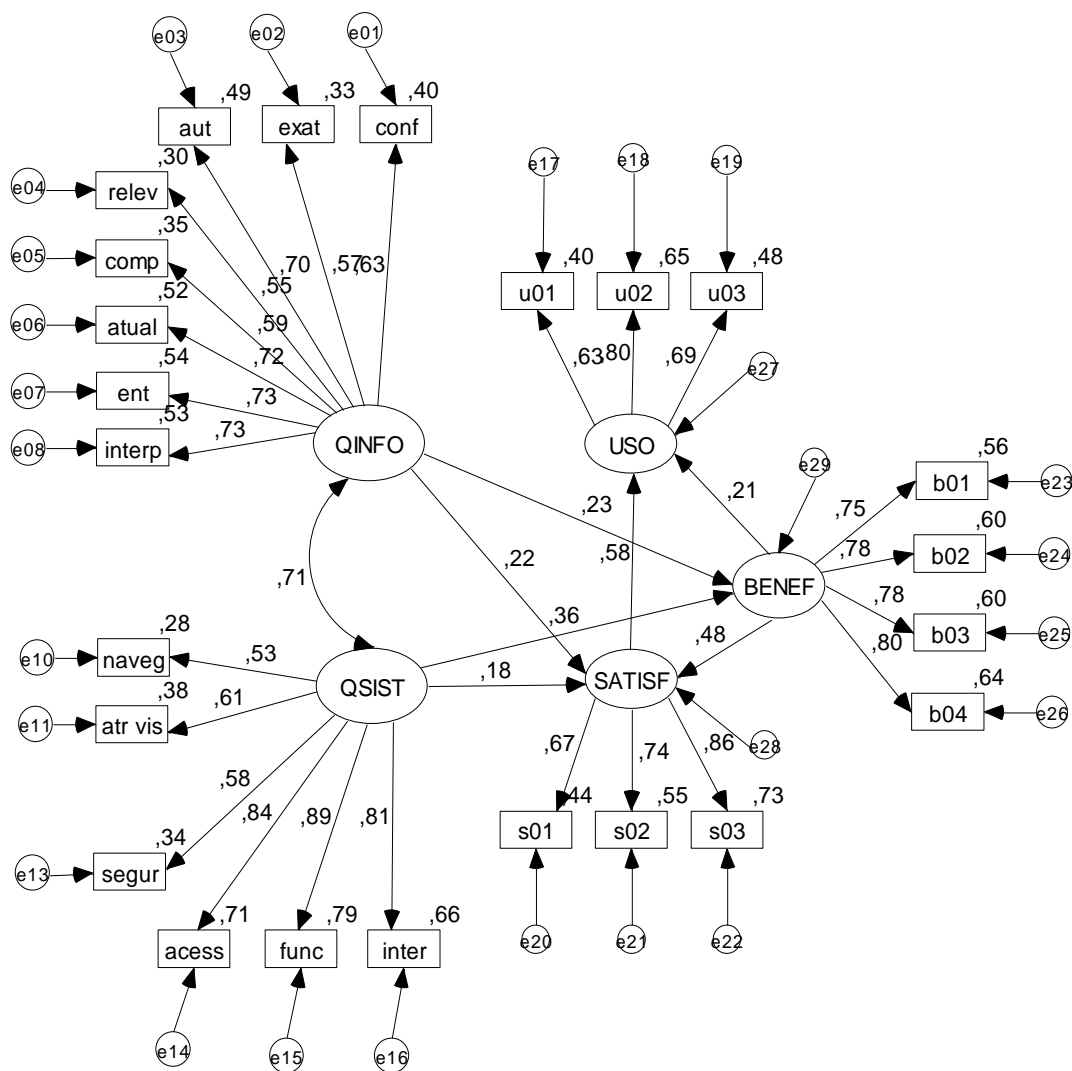 e03
e02
e01
,49
,33
,40
aut
exat
conf
,30
e04
relev
,35
e05
comp
,52
e06
atual
,54
e07
ent
,53
e08
interp
,70
,57
,63
,55
,59
,72
,73
,73
QINFO
e17
e18
e19
,40
,65
,48
u01
u02
u03
,63
,80
,69
e27
USO
e29
,56
b01
e23
,60
b02
e24
,60
b03
e25
,64
b04
e26
,75
,78
,78
,80
,21
,23
,58
,22
BENEF
,71
,36
,48
,18
,28
e10
naveg
,53
,38
e11
atr vis
,61
QSIST
SATISF
e28
,58
,84
,89
,81
,67
,74
,86
,34
e13
segur
,44
,55
,73
s01
s02
s03
,71
,79
,66
acess
func
inter
e20
e21
e22
e14
e15
e16